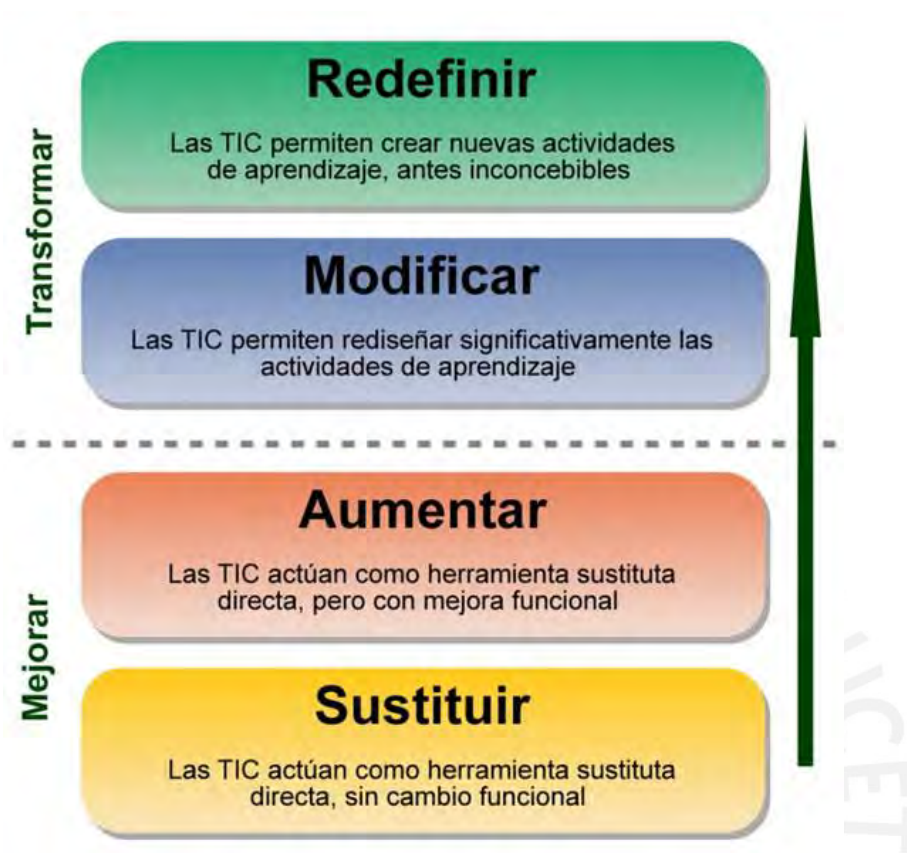 Transformar
Redefinir
Las TIC permiten crear nuevas actividades
de aprendizaje, antes inconcebibles
Modificar
Las TIC permiten rediseñar significativamente las
actividades de aprendizaje
Mejorar
Aumentar
Las TIC actúan como herramienta sustituta
directa, pero con mejora funcional
Sustituir
Las TIC actúan como herramienta sustituta
directa, sin cambio funcional